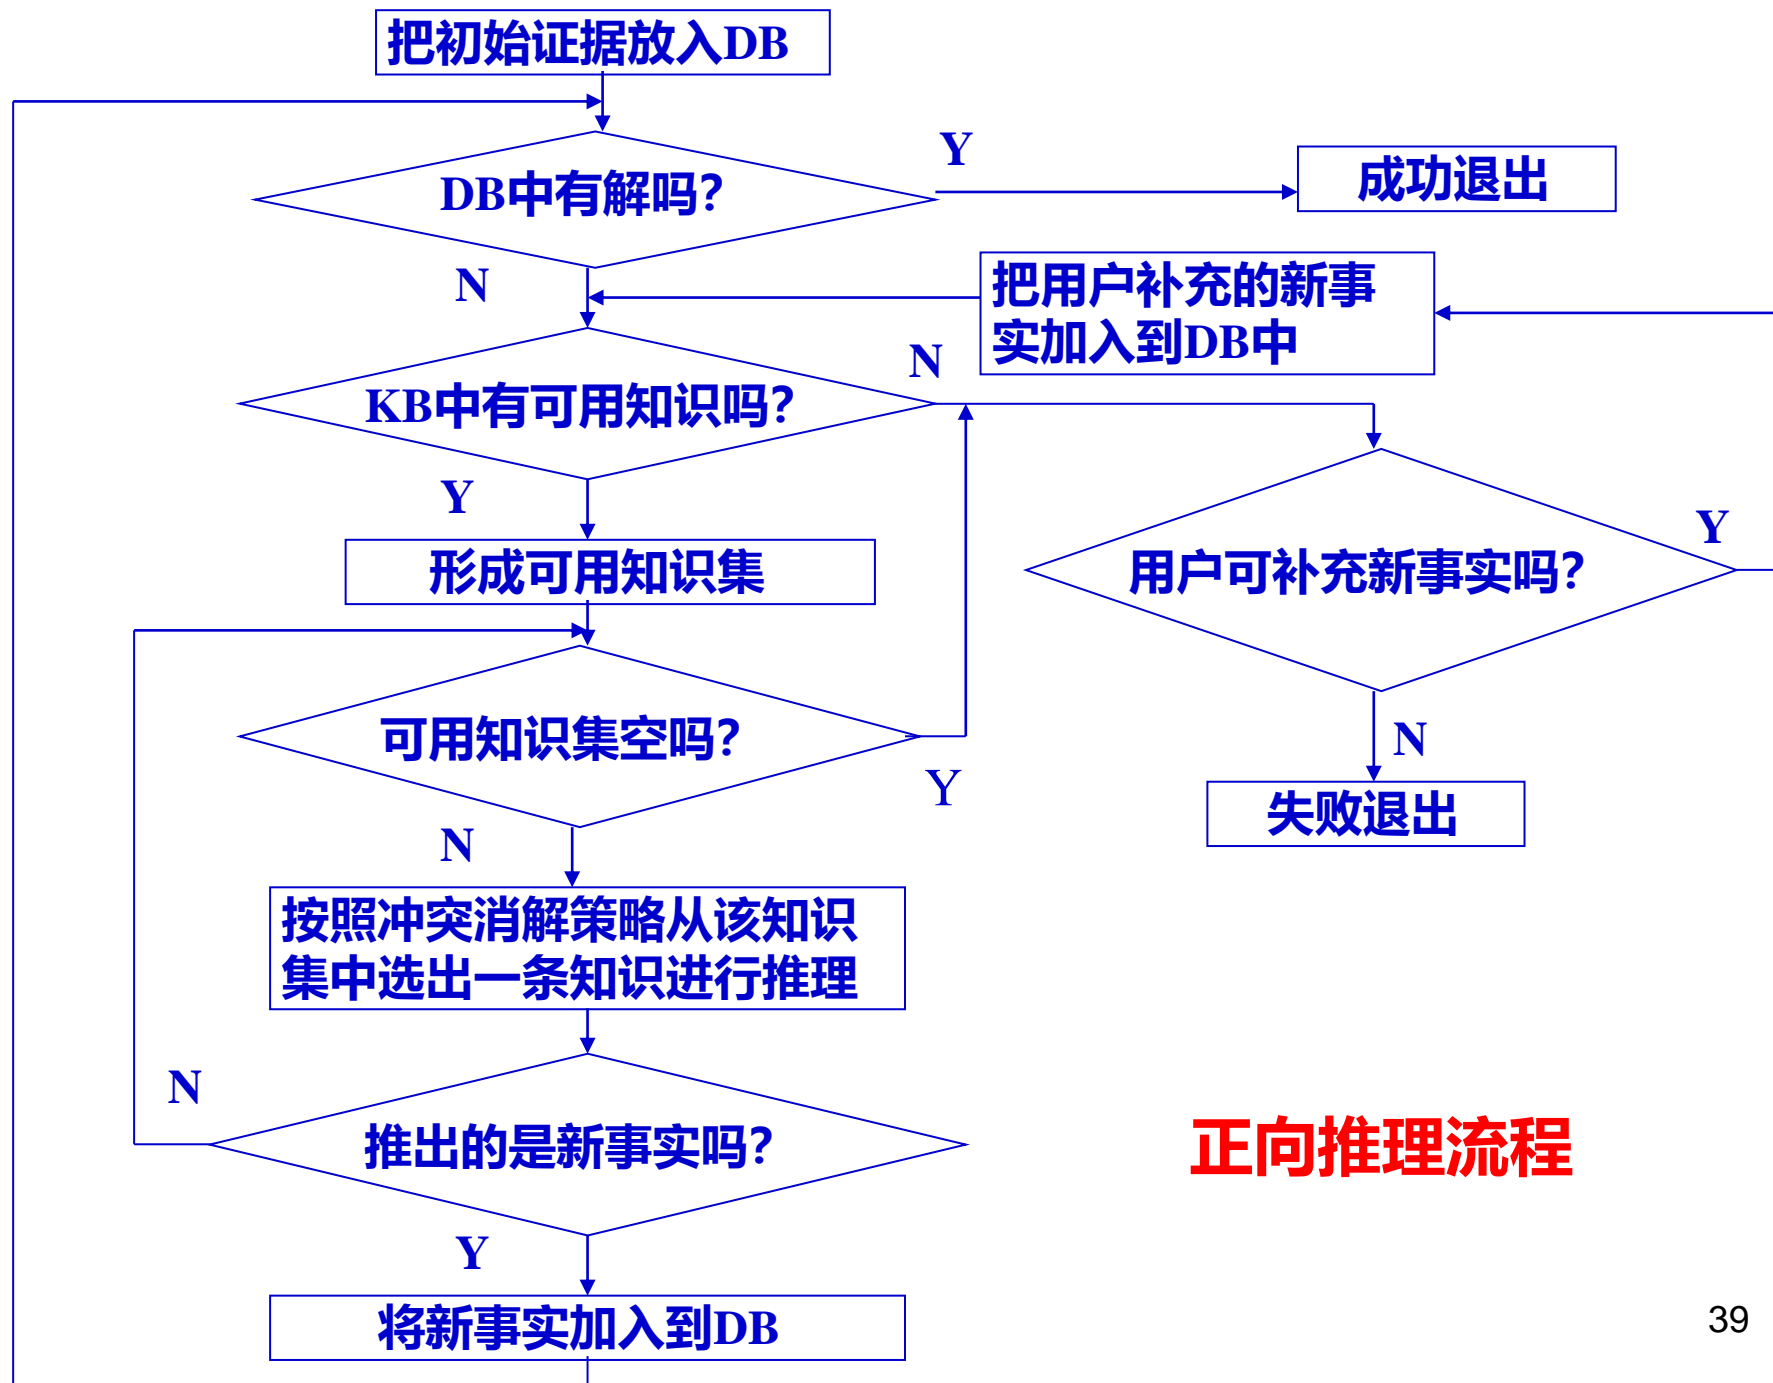 把初始证据放入DB
Y
DB中有解吗?
成功退出
N
把用户补充的新事
实加入到DB中
N
KB中有可用知识吗?
Y
Y
形成可用知识集
用户可补充新事实吗?
可用知识集空吗?
N
Y
失败退出
N
按照冲突消解策略从该知识
集中选出一条知识进行推理
N
推出的是新事实吗?
正向推理流程
Y
将新事实加入到DB
39